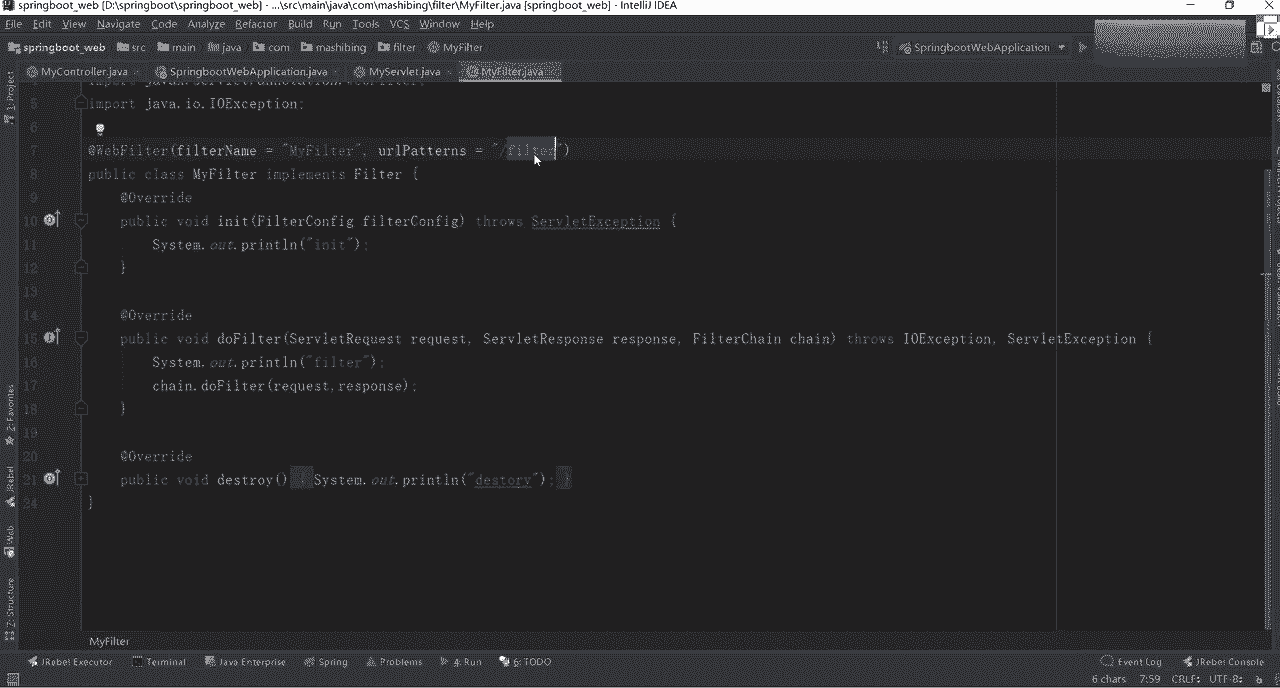 springboot_web [D:\springboot\springboot_web] - ...\src\main\java\com\mashibing\filter\MyFilter.java [springboot_web] - IntelliJ IDEA
File Edit View Navigate Code Analyze Refactor Build Run Tools VCS Window Help
springboot_web src main java com mashibing filter MyFilter SpringbootWebApplication
MyController.java SpringbootWebApplication.java MyServlet.java MyFilter.java
1: Project
5 import java.io.IOException;
6
7 @WebFilter(filterName = "MyFilter", urlPatterns = "/filter")
8 public class MyFilter implements Filter {
9 @Override
10 public void init(FilterConfig filterConfig) throws ServletException {
11 System.out.println("init");
12 }
13
14 @Override
15 public void doFilter(ServletRequest request, ServletResponse response, FilterChain chain) throws IOException, ServletException {
16 System.out.println("filter");
17 chain.doFilter(request,response);
18 }
19
20 @Override
21 public void destroy() { System.out.println("destory"); }
24 }
2: Favorites
JRebel
Web
7: Structure
MyFilter
JRebel Executor Terminal Java Enterprise Spring Problems 4: Run 6: TODO Event Log JRebel Console
6 chars 7:59 CRLF UTF-8